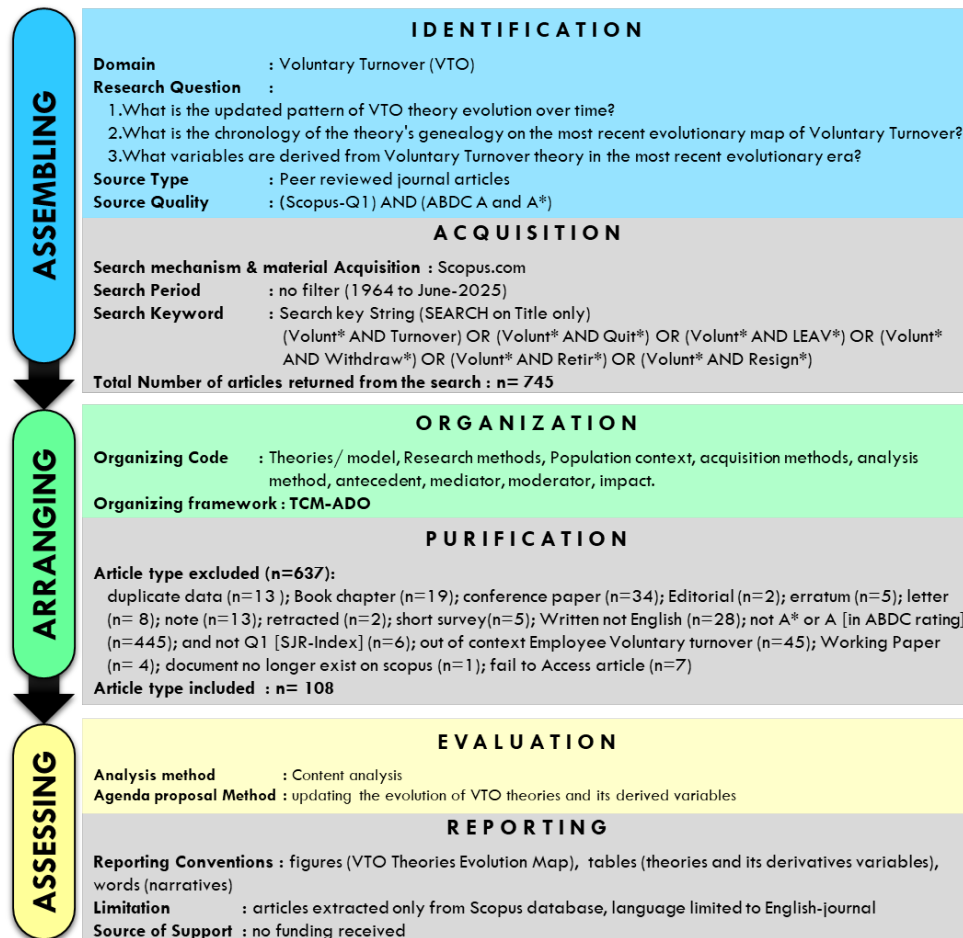 ASSEMBLING
IDENTIFICATION
Domain : Voluntary Turnover (VTO)
Research Question :
1.What is the updated pattern of VTO theory evolution over time?
2.What is the chronology of the theory's genealogy on the most recent evolutionary map of Voluntary Turnover?
3.What variables are derived from Voluntary Turnover theory in the most recent evolutionary era?
Source Type : Peer reviewed journal articles
Source Quality : (Scopus-Q1) AND (ABDC A and A*)
ACQUISITION
Search mechanism & material Acquisition : Scopus.com
Search Period : no filter (1964 to June-2025)
Search Keyword : Search key String (SEARCH on Title only)
(Volunt* AND Turnover) OR (Volunt* AND Quit*) OR (Volunt* AND LEAV*) OR (Volunt*
AND Withdraw*) OR (Volunt* AND Retir*) OR (Volunt* AND Resign*)
Total Number of articles returned from the search : n= 745
ARRANGING
ORGANIZATION
Organizing Code : Theories/ model, Research methods, Population context, acquisition methods, analysis
method, antecedent, mediator, moderator, impact.
Organizing framework : TCM-ADO
PURIFICATION
Article type excluded (n=637):
duplicate data (n=13 ); Book chapter (n=19); conference paper (n=34); Editorial (n=2); erratum (n=5); letter
(n= 8); note (n=13); retracted (n=2); short survey(n=5); Written not English (n=28); not A* or A [in ABDC rating]
(n=445); and not Q1 [SJR-Index] (n=6); out of context Employee Voluntary turnover (n=45); Working Paper
(n= 4); document no longer exist on scopus (n=1); fail to Access article (n=7)
Article type included : n= 108
ASSESSING
EVALUATION
Analysis method : Content analysis
Agenda proposal Method : updating the evolution of VTO theories and its derived variables
REPORTING
Reporting Conventions : figures (VTO Theories Evolution Map), tables (theories and its derivatives variables),
words (narratives)
Limitation : articles extracted only from Scopus database, language limited to English-journal
Source of Support : no funding received